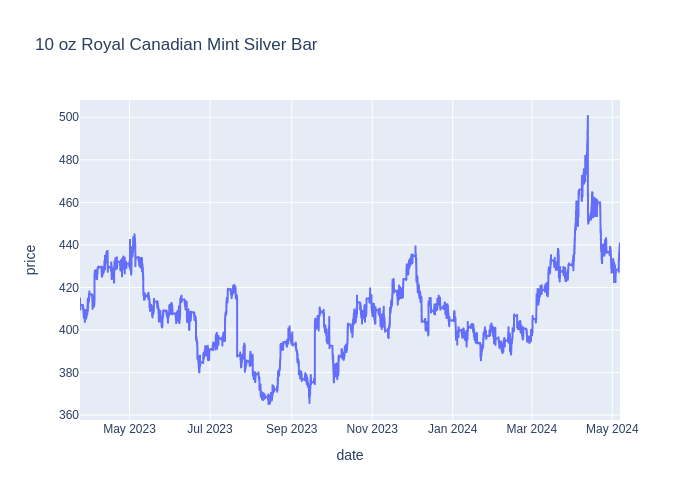 10 oz Royal Canadian Mint Silver Bar
500
480
460
440
420
400
380
360
price
May 2023 Jul 2023 Sep 2023 Nov 2023 Jan 2024 Mar 2024 May 2024
date